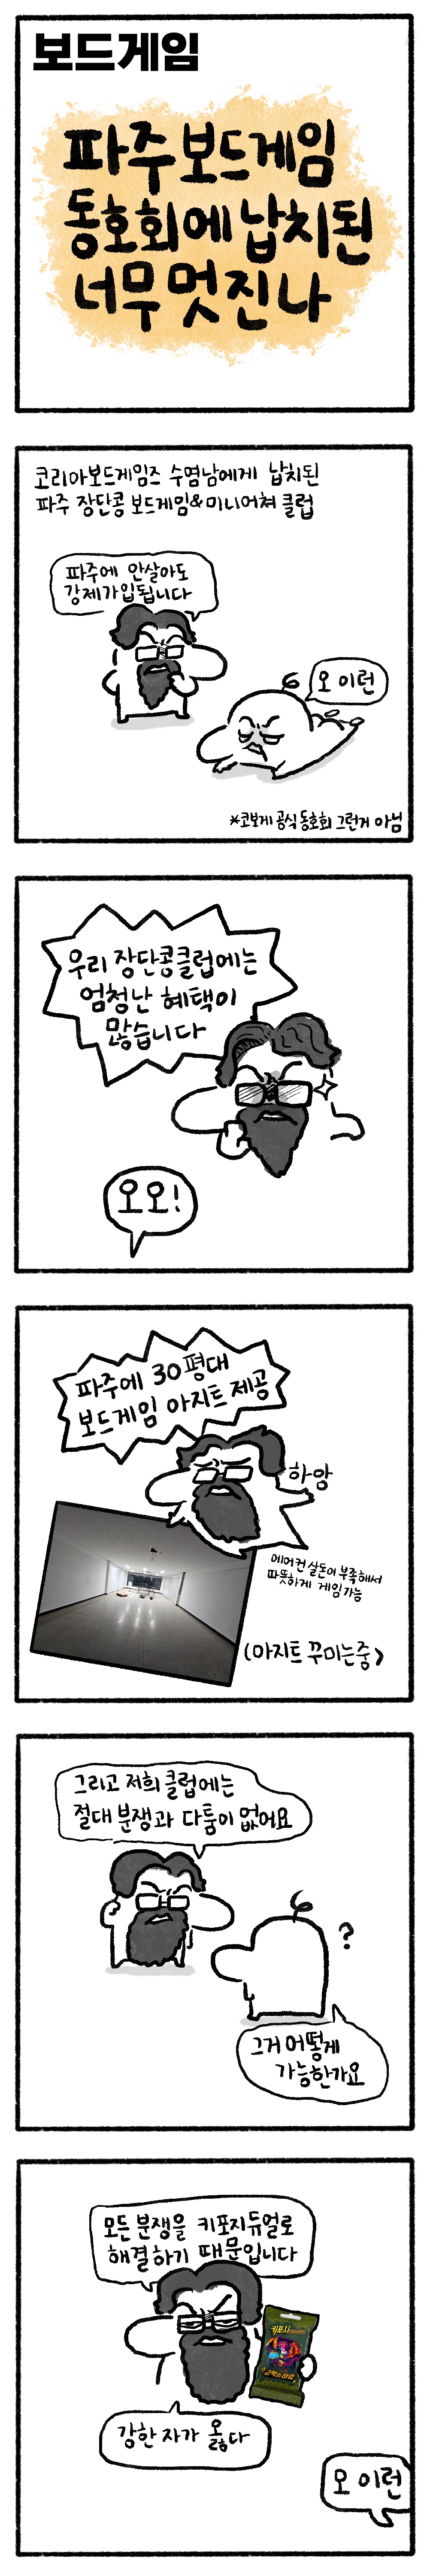 보드게임
파주보드게임
동호회에납치된
너무멋진나
코리아보드게임즈 수염남에게 납치된
파주 장단콩 보드게임&미니어쳐 클럽
파주에 안살아도
강제가입됩니다
오 이런
*코보게 공식동호회 그런거 아님
우리 장단콩클럽에는
엄청난 혜택이
많습니다
오오!
파주에 30평대
보드게임 아지트 제공
하앙
에어컨 살돈이 부족해서
따뜻하게 게임가능
(아지트 꾸미는중)
그리고 저희 클럽에는
절대 분쟁과 다툼이 없어요
?
그거 어떻게
가능한가요
모든 분쟁을 키포지듀얼로
해결하기 때문입니다
키포지
강한 자가 옳다
오 이런